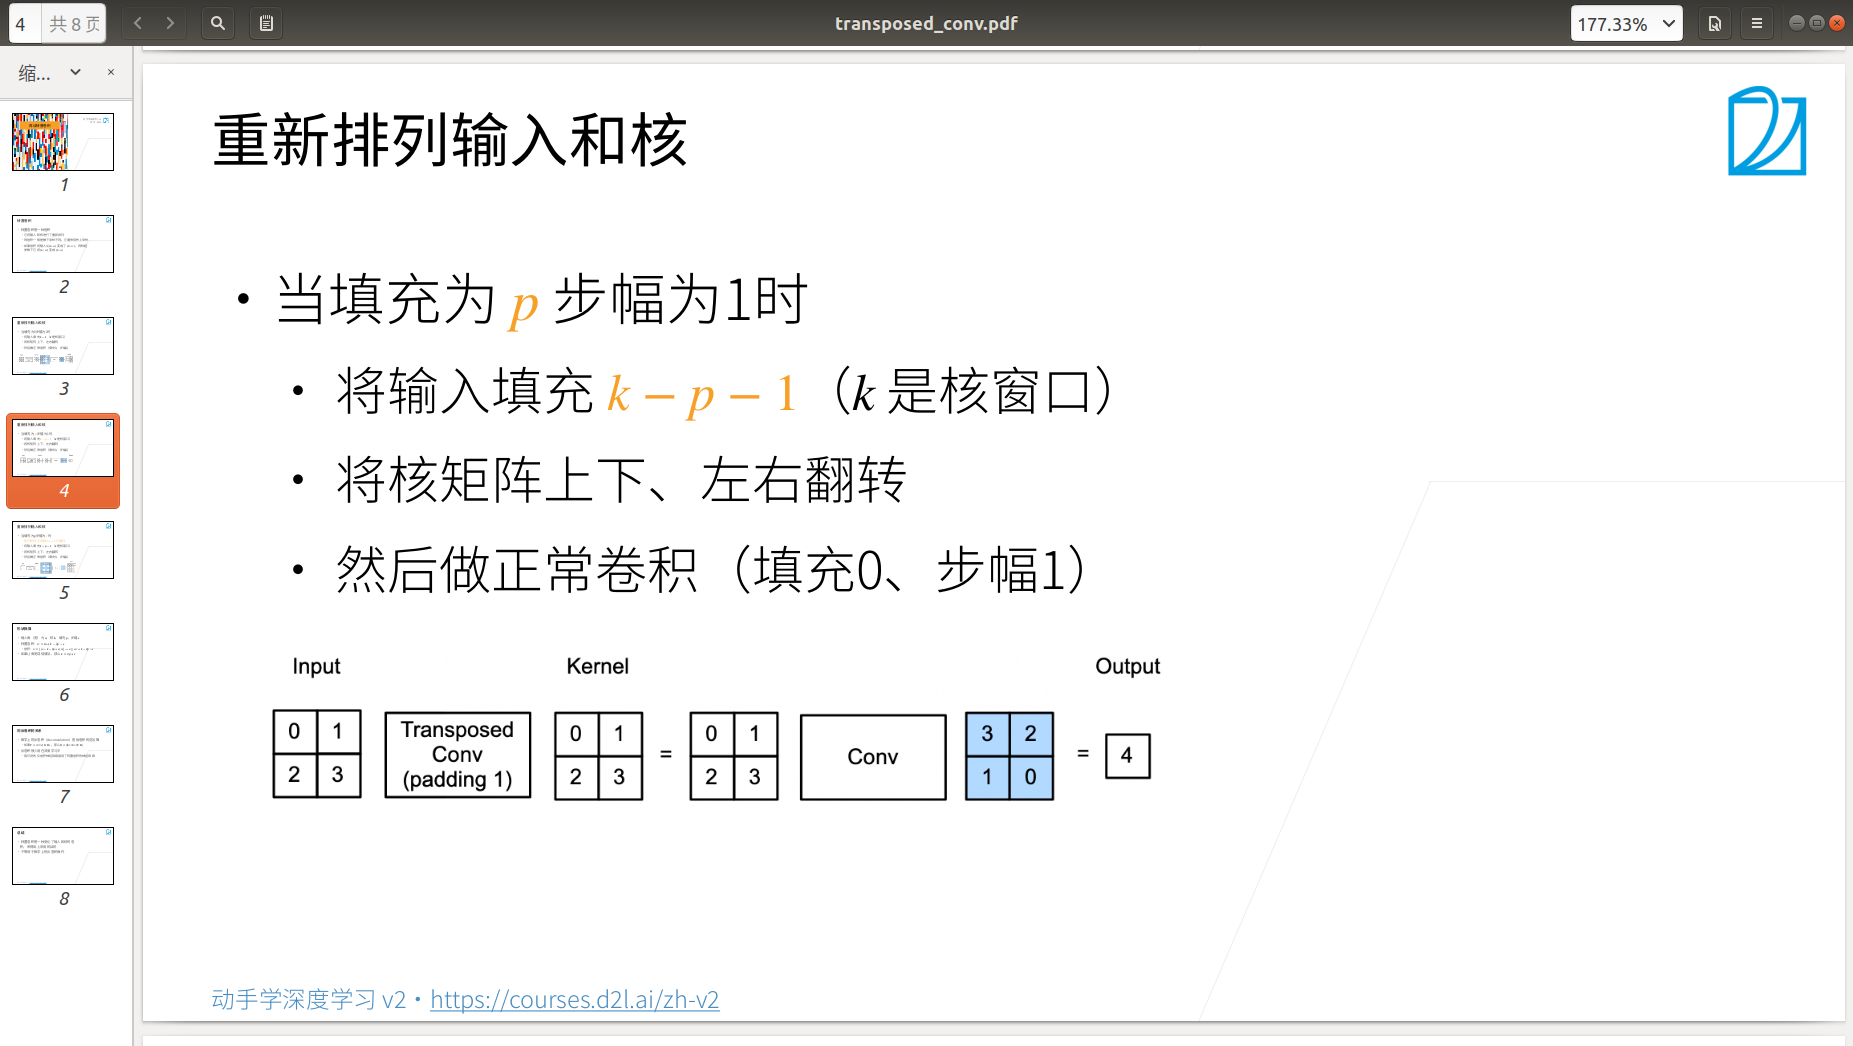 4 共 8 页
transposed_conv.pdf
177.33%
缩...
1
2
3
4
5
6
7
8
重新排列输入和核
• 当填充为 p 步幅为1时
• 将输入填充 k − p − 1（k 是核窗口）
• 将核矩阵上下、左右翻转
• 然后做正常卷积（填充0、步幅1）
Input Kernel Output
0 1 Transposed Conv (padding 1) 0 1 = 0 1 Conv 3 2 = 4
2 3 2 3 2 3 1 0
动手学深度学习 v2 • https://courses.d2l.ai/zh-v2